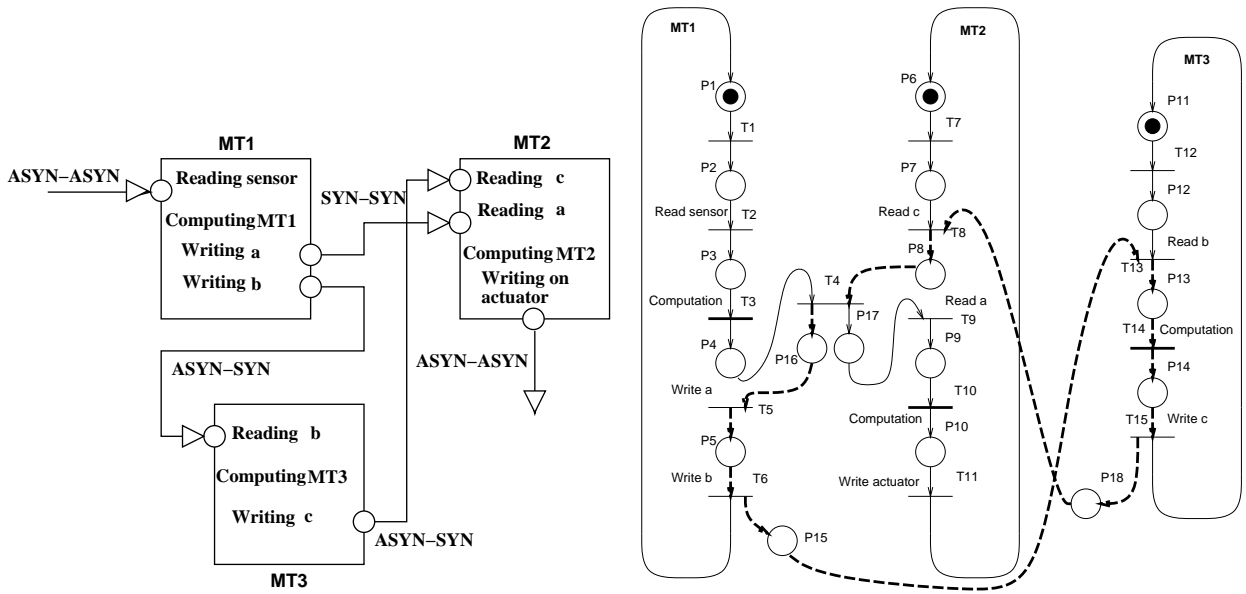 MT1
ASYN–ASYN
Reading sensor
Computing MT1
Writing a
Writing b
SYN–SYN
MT2
Reading c
Reading a
Computing MT2
Writing on
actuator
ASYN–ASYN
ASYN–SYN
Reading b
Computing MT3
Writing c
MT3
ASYN–SYN
MT1
P1
T1
P2
Read sensor
T2
P3
Computation
T3
P4
Write a
T5
P5
Write b
T6
P15
T4
P16
P17
MT2
P6
T7
P7
Read c
T8
P8
Read a
T9
P9
T10
Computation
P10
Write actuator
T11
MT3
P11
T12
P12
Read b
T13
P13
T14
Computation
P14
T15
Write c
P18